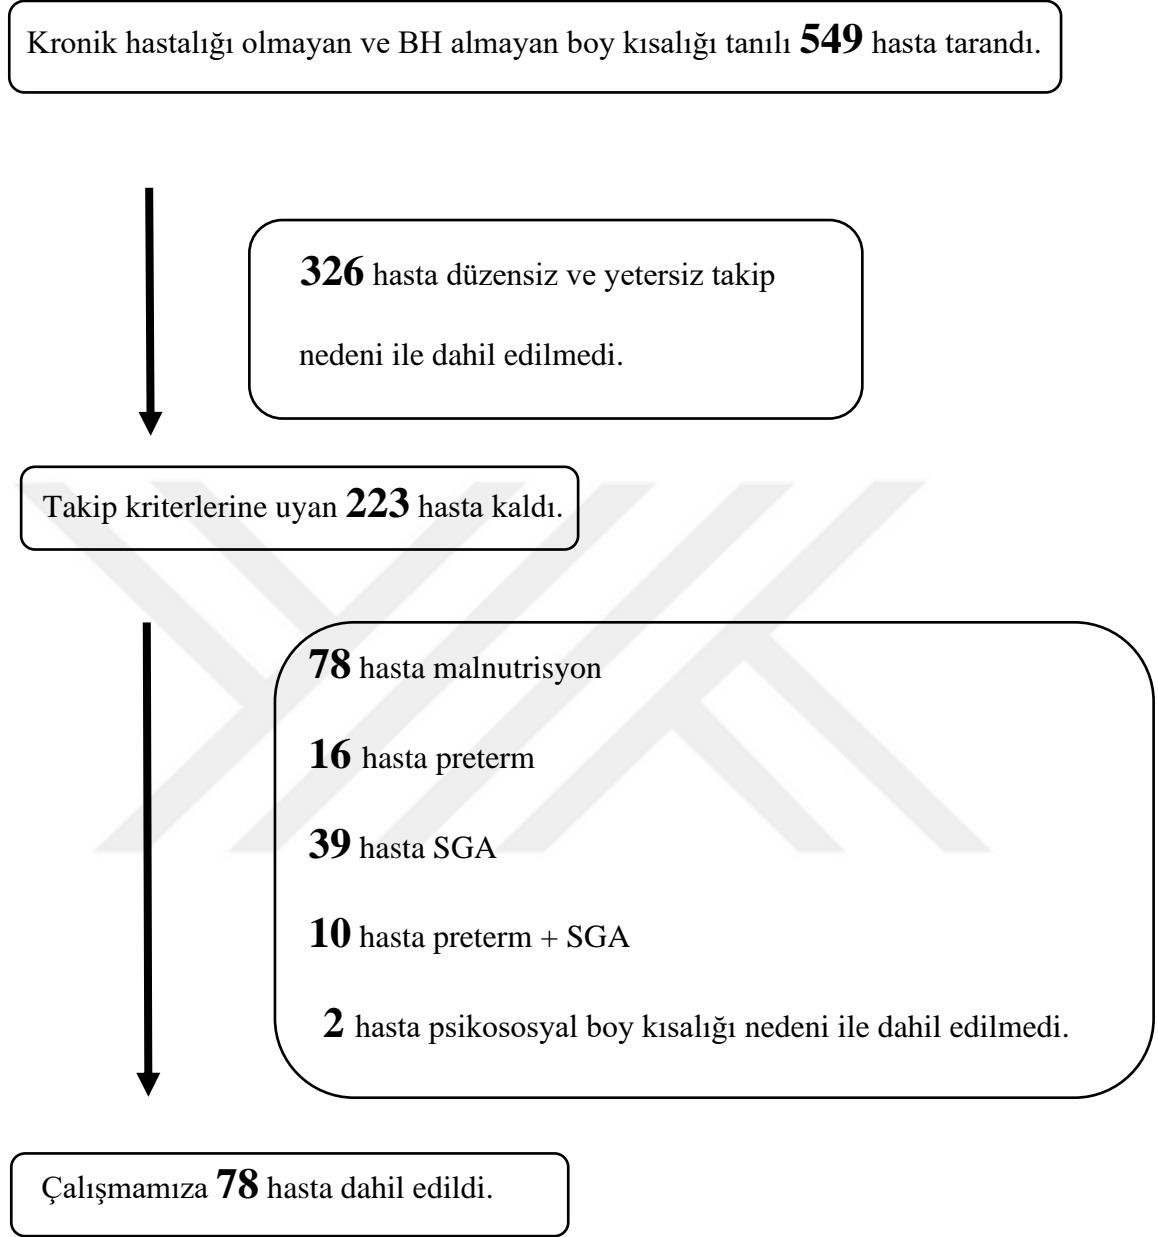 Kronik hastalığı olmayan ve BH almayan boy kısalığı tanılı 549 hasta tarandı.
326 hasta düzensiz ve yetersiz takip
nedeni ile dahil edilmedi.
Takip kriterlerine uyan 223 hasta kaldı.
78 hasta malnutrisyon
16 hasta preterm
39 hasta SGA
10 hasta preterm + SGA
2 hasta psikososyal boy kısalığı nedeni ile dahil edilmedi.
Çalışmamıza 78 hasta dahil edildi.